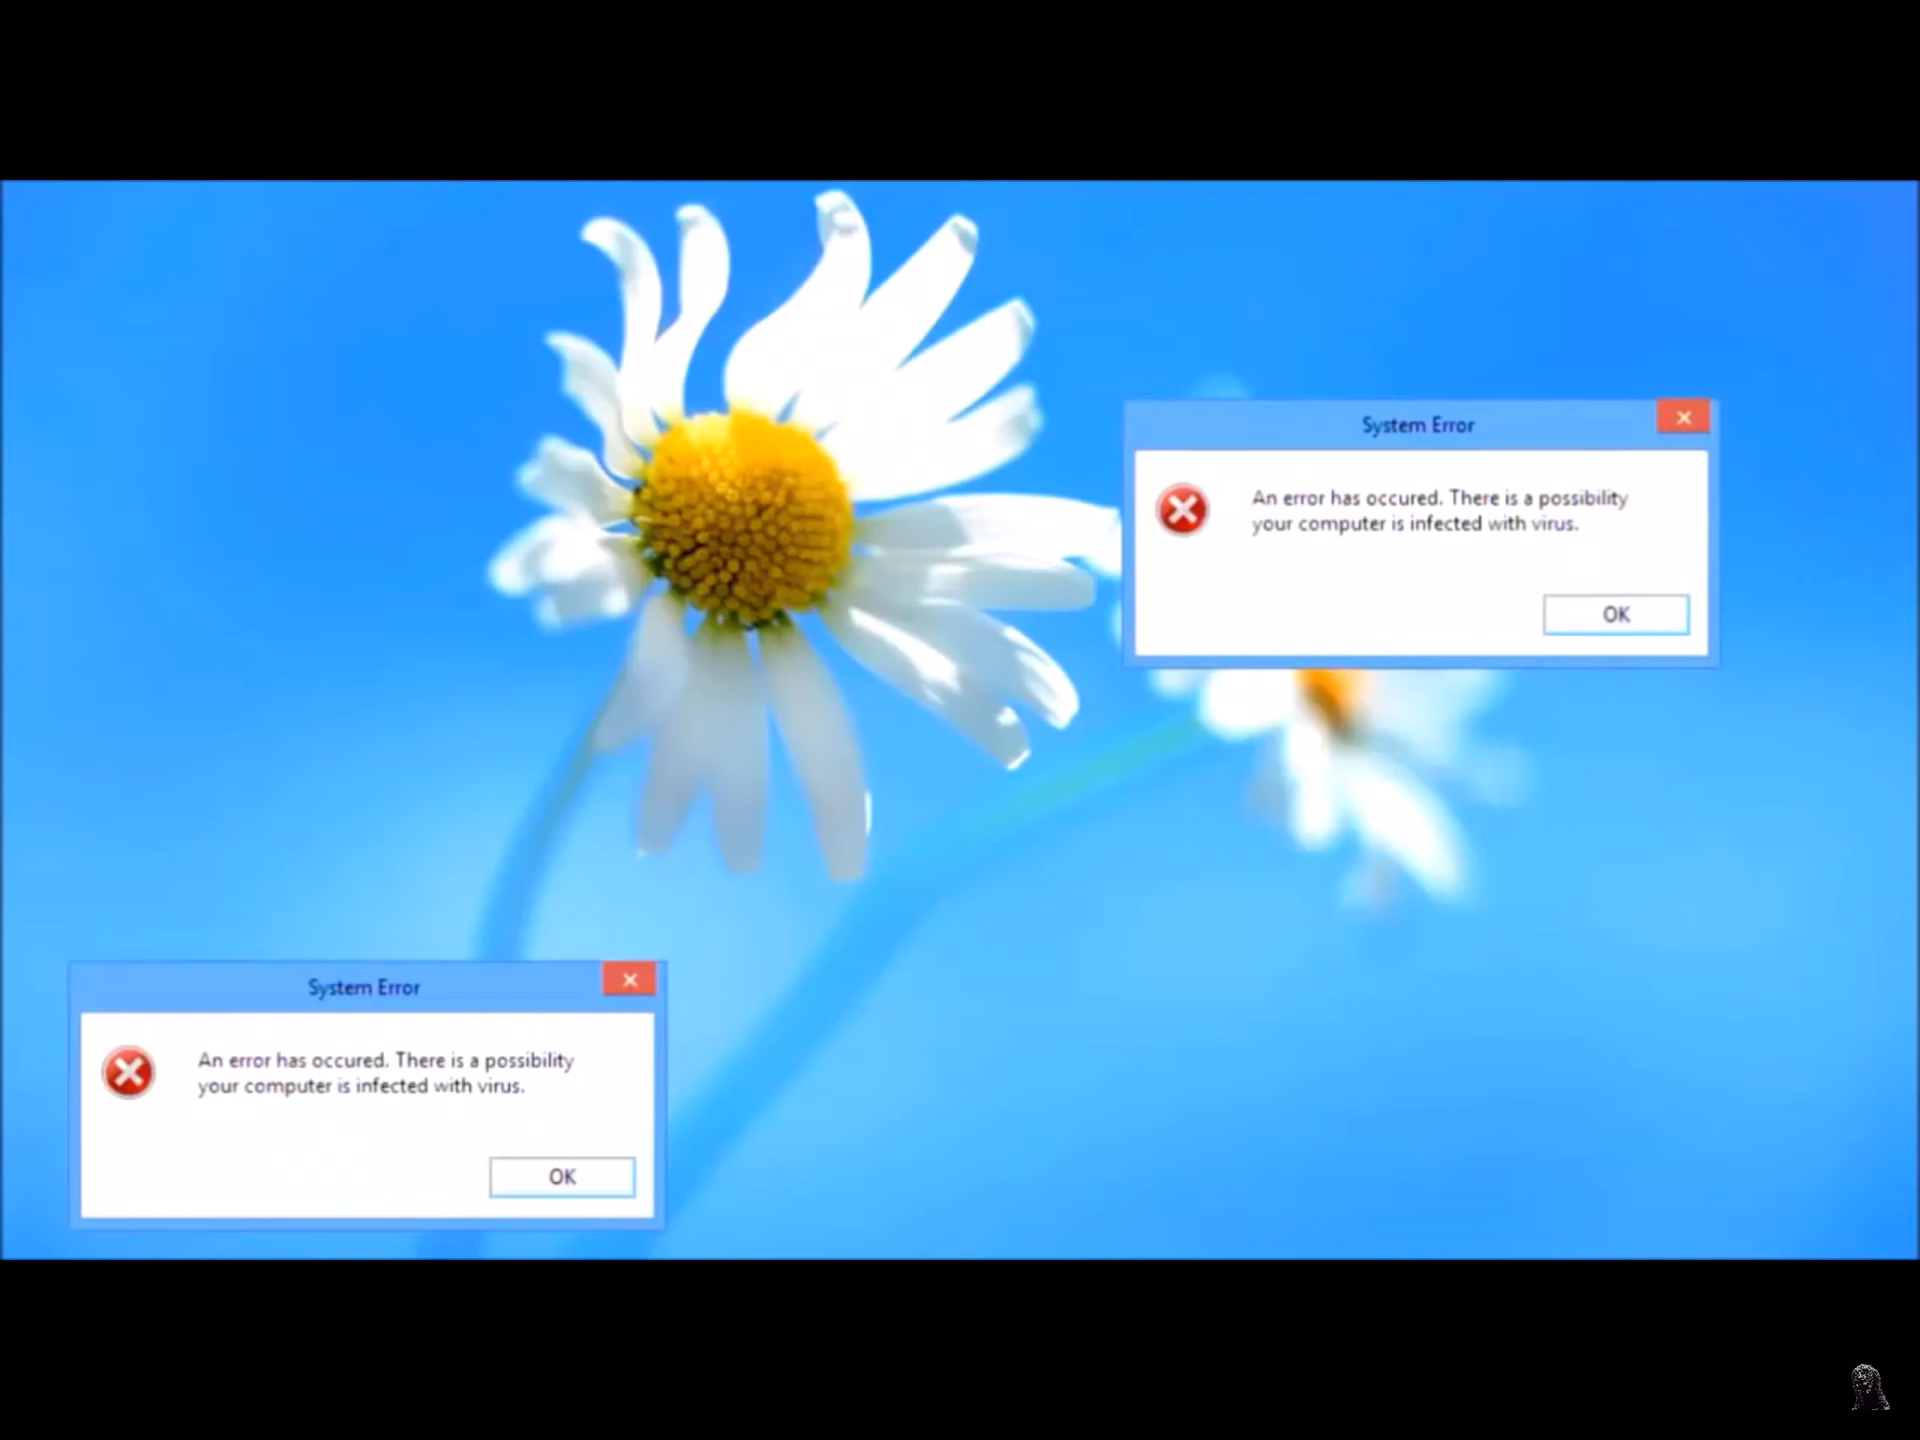 System Error
An error has occured. There is a possibility
your computer is infected with virus.
OK
System Error
An error has occured. There is a possibility
your computer is infected with virus.
OK